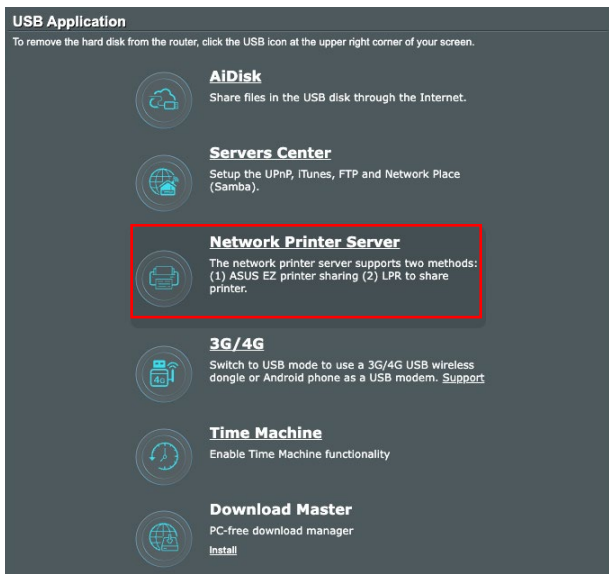 USB Application
To remove the hard disk from the router, click the USB icon at the upper right corner of your screen.
AiDisk
Share files in the USB disk through the Internet.
Servers Center
Setup the UPnP, iTunes, FTP and Network Place
(Samba).
Network Printer Server
The network printer server supports two methods:
(1) ASUS EZ printer sharing (2) LPR to share
printer.
3G/4G
4G
Switch to USB mode to use a 3G/4G USB wireless
dongle or Android phone as a USB modem. Support
Time Machine
Enable Time Machine functionality
Download Master
PC-free download manager
Install